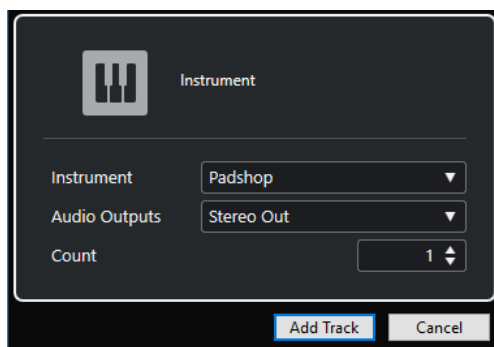 Instrument
Instrument Padshop
Audio Outputs Stereo Out
Count 1
Add Track Cancel